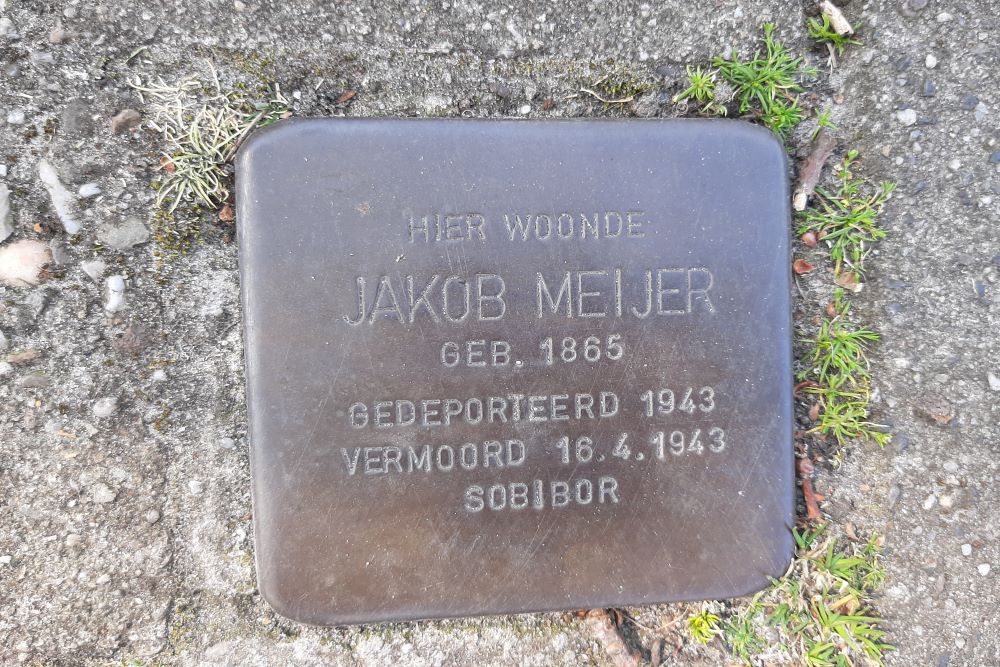 HIER WOONDE
JAKOB MEIJER
GEB. 1865
GEDEPORTEERD 1943
VERMOORD 16.4.1943
SOBIBOR